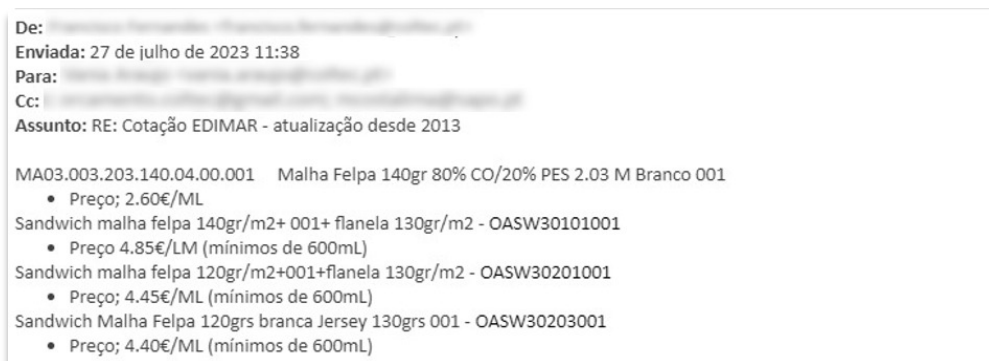 De:
Enviada: 27 de julho de 2023 11:38
Para:
Cc:
Assunto: RE: Cotação EDIMAR - atualização desde 2013
MA03.003.203.140.04.00.001 Malha Felpa 140gr 80% CO/20% PES 2.03 M Branco 001
• Preço; 2.60€/ML
Sandwich malha felpa 140gr/m2+ 001+ flanela 130gr/m2 - OASW30101001
• Preço 4.85€/LM (mínimos de 600mL)
Sandwich malha felpa 120gr/m2+001+flanela 130gr/m2 - OASW30201001
• Preço; 4.45€/ML (mínimos de 600mL)
Sandwich Malha Felpa 120grs branca Jersey 130grs 001 - OASW30203001
• Preço; 4.40€/ML (mínimos de 600mL)